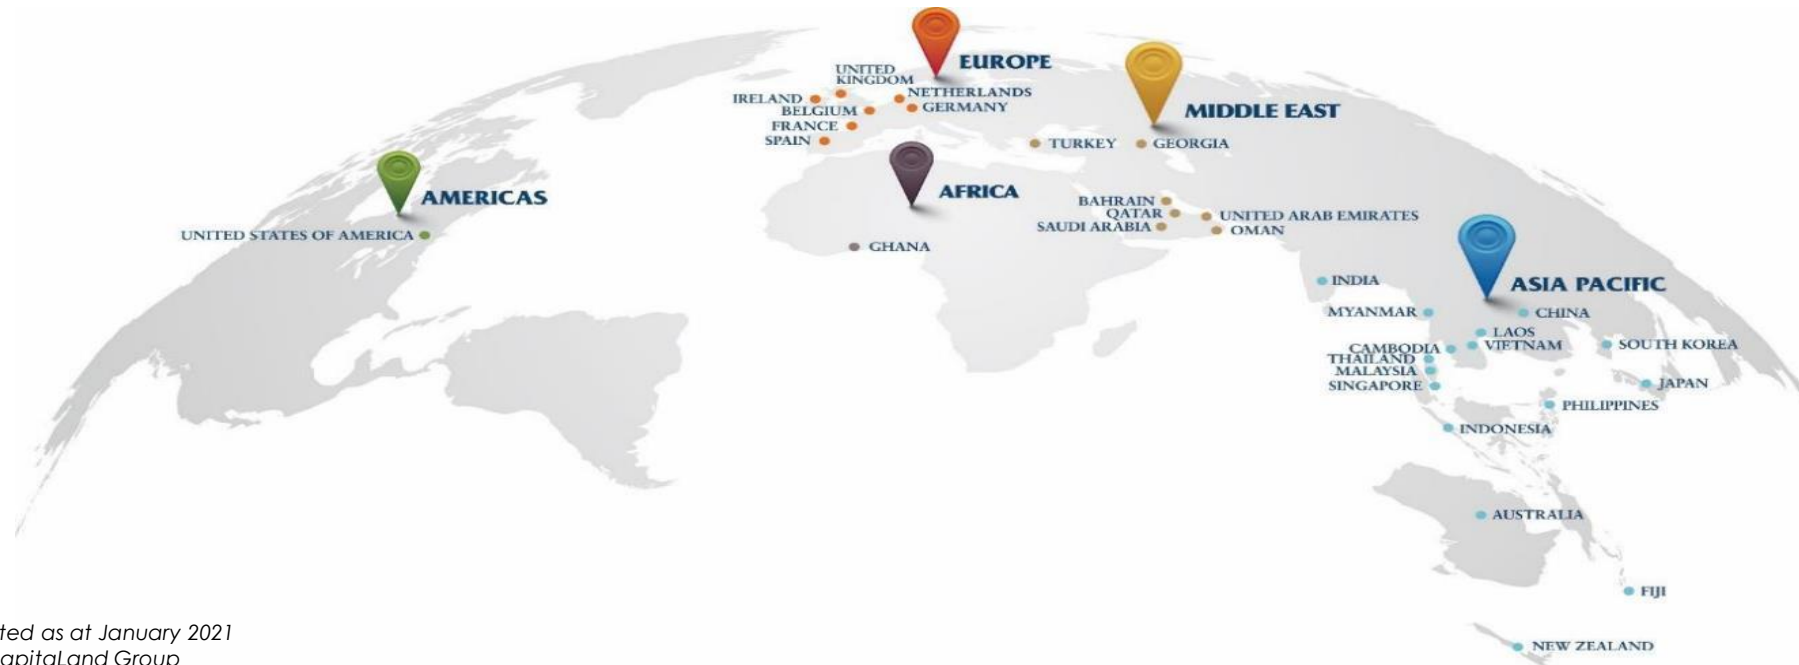 EUROPE
UNITED
KINGDOM
IRELAND
NETHERLANDS
BELGIUM
GERMANY
FRANCE
SPAIN
MIDDLE EAST
TURKEY
GEORGIA
AMERICAS
UNITED STATES OF AMERICA
AFRICA
GHANA
BAHRAIN
QATAR
UNITED ARAB EMIRATES
SAUDI ARABIA
OMAN
ASIA PACIFIC
INDIA
MYANMAR
CHINA
LAOS
CAMBODIA
VIETNAM
SOUTH KOREA
THAILAND
MALAYSIA
SINGAPORE
JAPAN
PHILIPPINES
INDONESIA
AUSTRALIA
FIJI
NEW ZEALAND
as at January 2021
Group